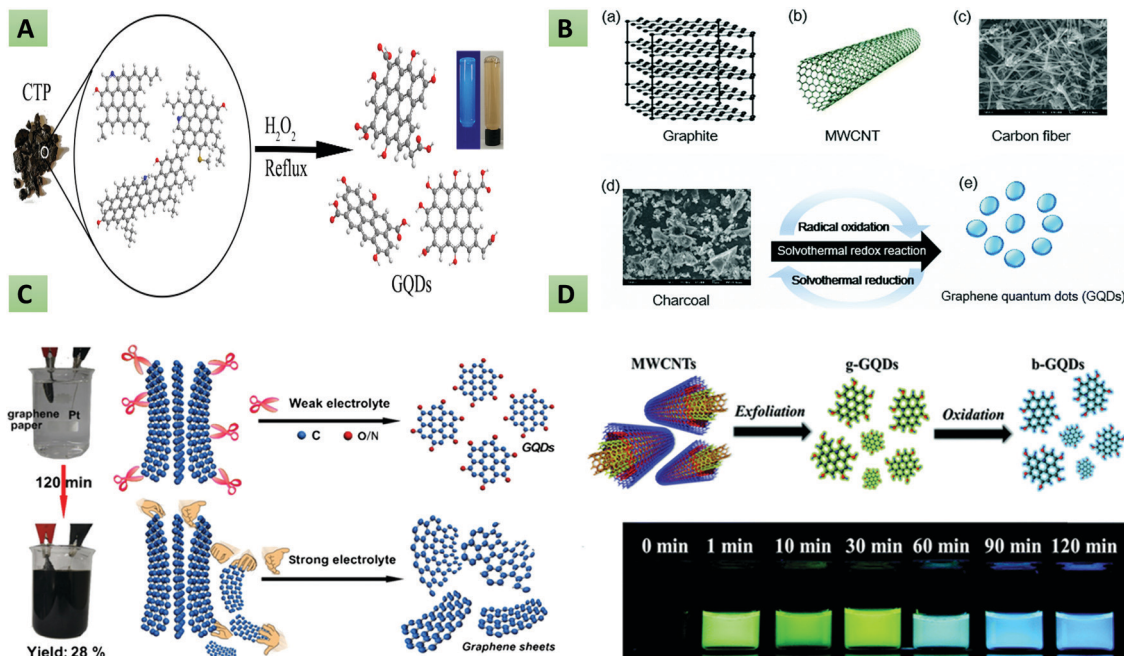 A
CTP
H₂O₂
Reflux
GQDs
B
(a)
(b)
(c)
Graphite
MWCNT
Carbon fiber
(d)
(e)
Radical oxidation
Solvothermal redox reaction
Solvothermal reduction
Charcoal
Graphene quantum dots (GQDs)
C
graphene
paper
Pt
120 min
Yield: 28 %
Weak electrolyte
C
O/N
GQDs
Strong electrolyte
Graphene sheets
D
MWCNTs
g-GQDs
b-GQDs
Exfoliation
Oxidation
0 min 1 min 10 min 30 min 60 min 90 min 120 min